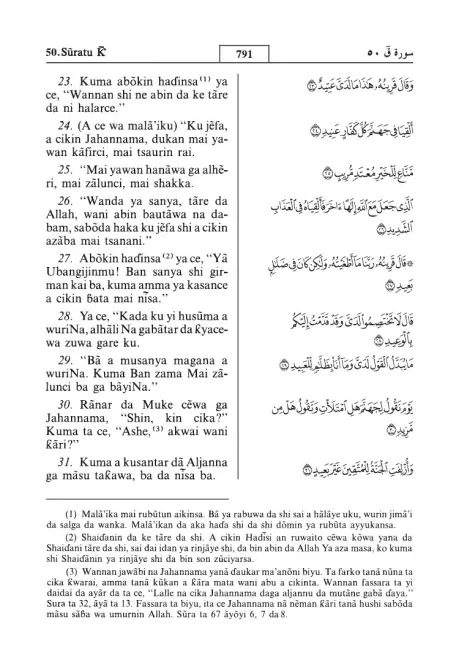 50. Sūratu Ƙ̃
791
سورة ق ٥٠
23. Kuma abōkin haɗinsa(1) ya
ce, “Wannan shi ne abin da ke tāre
da ni halarce.”
24. (A ce wa malā’iku) “Ku jēfa,
a cikin Jahannama, dukan mai ya-
wan kāfirci, mai tsaurin rai.
25. “Mai yawan hanāwa ga alhē-
ri, mai zālunci, mai shakka.
26. “Wanda ya sanya, tāre da
Allah, wani abin bautāwa na da-
bam, sabōda haka ku jēfa shi a cikin
azāba mai tsanani.”
27. Abōkin haɗinsa(2) ya ce, “Yā
Ubangijinmu! Ban sanya shi gir-
man kai ba, kuma amma ya kasance
a cikin ɓata mai nīsa.”
28. Ya ce, “Kada ku yi husũma a
wuriNa, alhāli Na gabātar da ƙyace-
wa zuwa gare ku.
29. “Bā a musanya magana a
wuriNa. Kuma Ban zama Mai zā-
lunci ba ga bāyiNa.”
30. Rānar da Muke cēwa ga
Jahannama, “Shin, kin cika?”
Kuma ta ce, “Ashe,(3) akwai wani
ƙāri?”
31. Kuma a kusantar dā Aljanna
ga māsu taƙawa, ba da nīsa ba.
وَقَالَ قَرِينُهُۥ هَٰذَا مَا لَدَىَّ عَتِيدٌ ٢٣
أَلْقِيَا فِى جَهَنَّمَ كُلَّ كَفَّارٍ عَنِيدٍ ٢٤
مَّنَّاعٍ لِّلْخَيْرِ مُعْتَدٍ مُّرِيبٍ ٢٥
ٱلَّذِى جَعَلَ مَعَ ٱللَّهِ إِلَٰهًا ءَاخَرَ فَأَلْقِيَاهُ فِى ٱلْعَذَابِ
ٱلشَّدِيدِ ٢٦
۞ قَالَ قَرِينُهُۥ رَبَّنَا مَآ أَطْغَيْتُهُۥ وَلَٰكِن كَانَ فِى ضَلَٰلٍۭ
بَعِيدٍ ٢٧
قَالَ لَا تَخْتَصِمُوا۟ لَدَىَّ وَقَدْ قَدَّمْتُ إِلَيْكُم
بِٱلْوَعِيدِ ٢٨
مَا يُبَدَّلُ ٱلْقَوْلُ لَدَىَّ وَمَآ أَنَا۠ بِظَلَّٰمٍ لِّلْعَبِيدِ ٢٩
يَوْمَ نَقُولُ لِجَهَنَّمَ هَلِ ٱمْتَلَأْتِ وَتَقُولُ هَلْ مِن
مَّزِيدٍ ٣٠
وَأُزْلِفَتِ ٱلْجَنَّةُ لِلْمُتَّقِينَ غَيْرَ بَعِيدٍ ٣١
(1) Malā’ika mai rubūtun aikinsa. Bā ya rabuwa da shi sai a hālāye uku, wurin jimā’i
da salga da wanka. Malā’ikan da aka haɗa shi da shi dōmin ya rubūta ayyukansa.
(2) Shaiɗanin da ke tāre da shi. A cikin Hadīsi an ruwaito cēwa kōwa yana da
Shaiɗani tāre da shi, sai dai idan ya rinjāye shi, da bin abin da Allah Ya aza masa, ko kuma
shi Shaiɗānin ya rinjāye shi da bin son zūciyarsa.
(3) Wannan jawābi na Jahannama yanā ɗaukar ma’anōni biyu. Ta farko tanā nūna ta
cika ƙwarai, amma tanā kūkan a ƙāra mata wani abu a cikinta. Wannan fassara ta yi
daidai da ayār da ta ce, “Lalle na cika Jahannama daga aljannu da mutāne gabā ɗaya.”
Sura ta 32, āyā ta 13. Fassara ta biyu, ita ce Jahannamā nā nēman ƙāri tanā hushi sabōda
māsu sāɓa wa umurnin Allah. Sūra ta 67 āyōyi 6, 7 da 8.